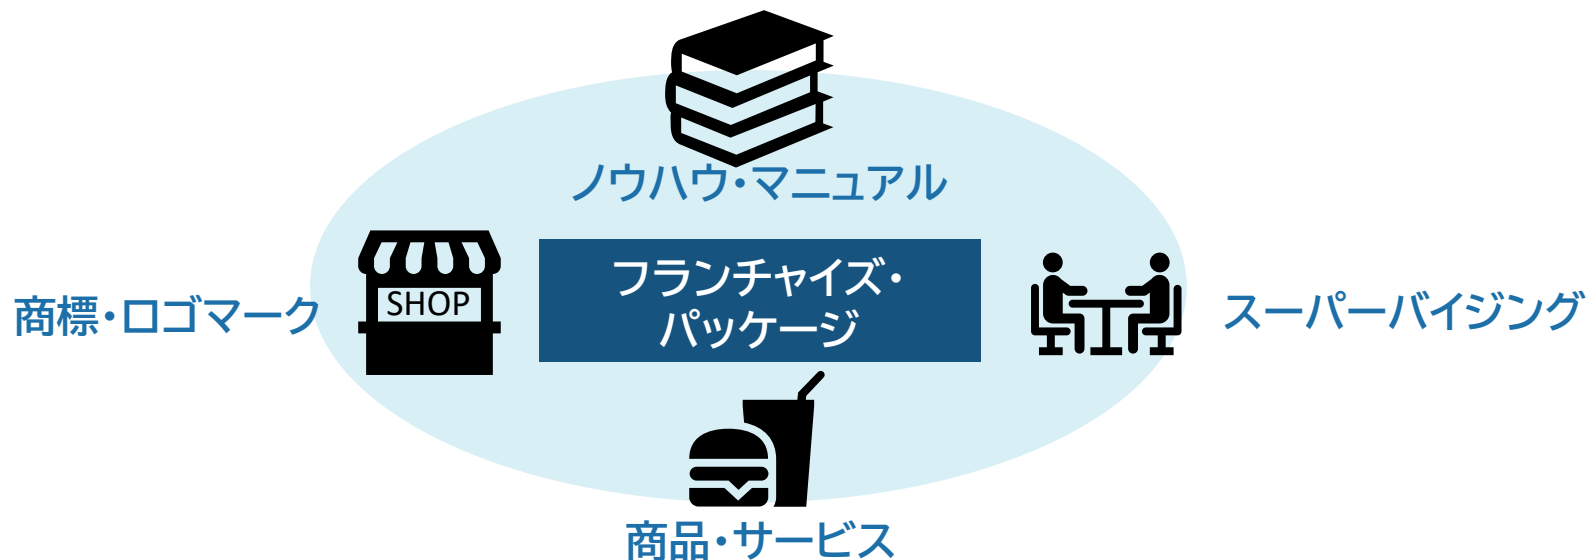 ノウハウ・マニュアル
商標・ロゴマーク
SHOP
フランチャイズ・
パッケージ
スーパーバイジング
商品・サービス